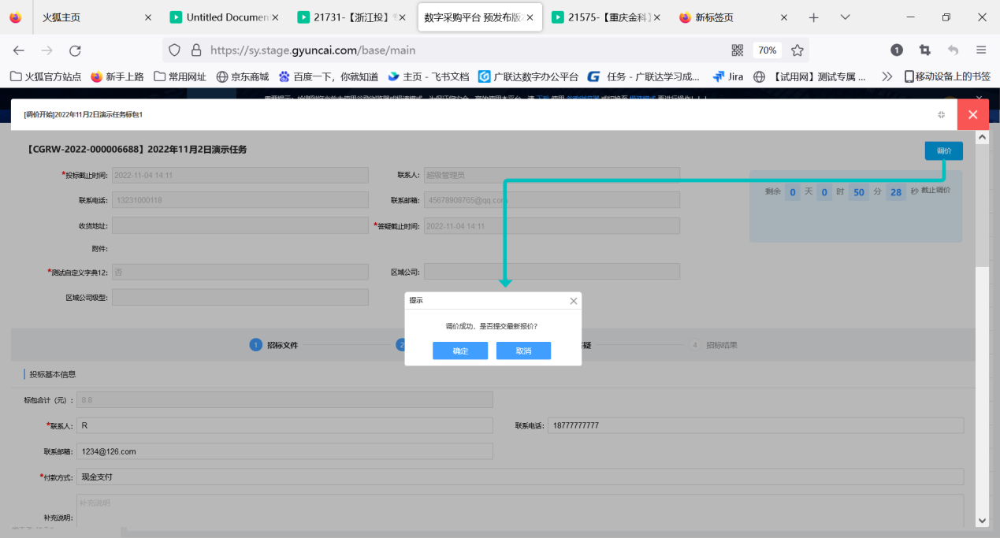 火狐主页
Untitled Documen
21731-【浙江投】
数字采购平台 预发布版
21575-【重庆金科】
新标签页
https://sy.stage.gyuncai.com/base/main
70%
1
火狐官方站点
新手上路
常用网址
京东商城
百度一下，你就知道
主页 - 飞书文档
广联达数字办公平台
任务 - 广联达学习成...
Jira
【试用网】测试专属 ...
移动设备上的书签
[调价开始]2022年11月2日演示任务标包1
【CGRW-2022-000006688】2022年11月2日演示任务
调价
*投标截止时间:
2022-11-04 14:11
联系人:
超级管理员
剩余 0 天 0 时 50 分 28 秒 截止调价
联系电话:
13231000118
联系邮箱:
45678908765@qq.com
收货地址:
*答疑截止时间:
2022-11-04 14:11
附件:
*测试自定义字典12:
否
区域公司:
区域公司级型:
提示
调价成功，是否提交最新报价?
确定
取消
1 招标文件
2
疑
4 招标结果
投标基本信息
标包合计（元）:
8.8
*联系人:
R
联系电话:
18777777777
联系邮箱:
1234@126.com
*付款方式:
现金支付
补充说明:
补充说明